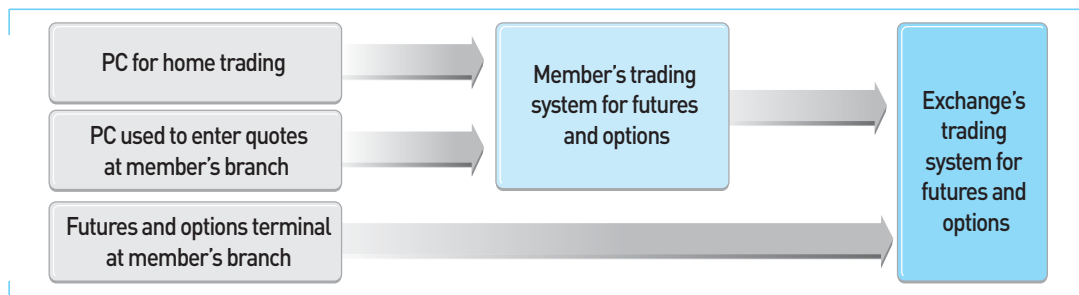 PC for home trading
PC used to enter quotes
at member's branch
Futures and options terminal
at member's branch
Member's trading
system for futures
and options
Exchange's
trading
system for
futures and
options